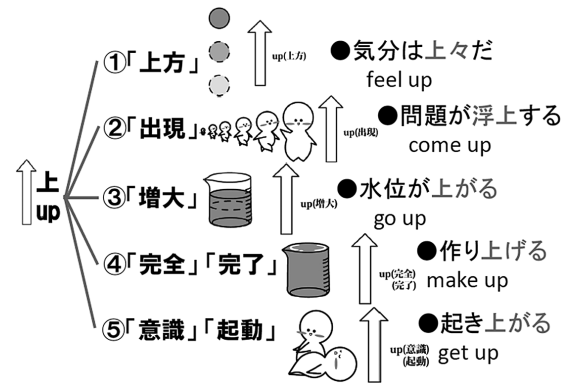 上
up
①「上方」
up(上方)
●気分は上々だ
feel up
②「出現」
up(出現)
●問題が浮上する
come up
③「増大」
up(増大)
●水位が上がる
go up
④「完全」「完了」
up(完全)
(完了)
●作り上げる
make up
⑤「意識」「起動」
up(意識)
(起動)
●起き上がる
get up